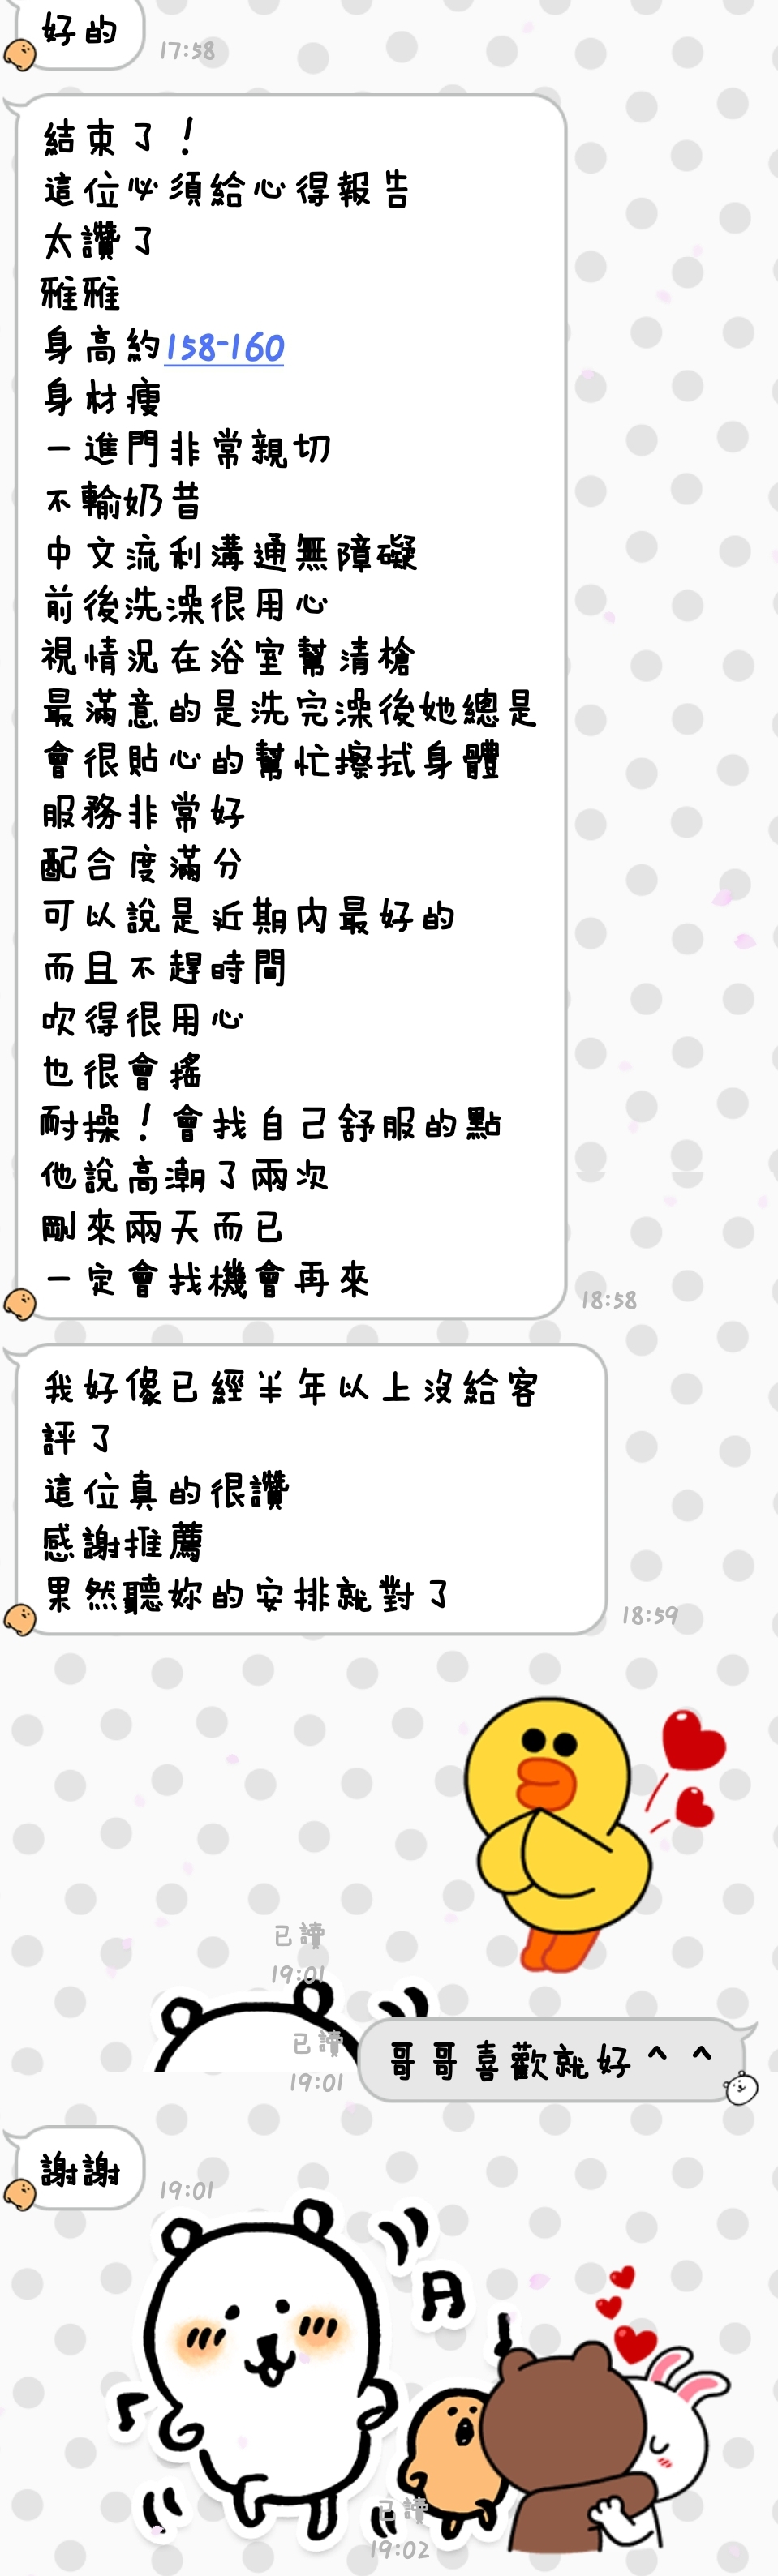 好的
17:58
結束了！
這位必須給心得報告
太讚了
雅雅
身高約158-160
身材瘦
一進門非常親切
不輸奶昔
中文流利溝通無障礙
前後洗澡很用心
視情況在浴室幫清槍
最滿意的是洗完澡後她總是
會很貼心的幫忙擦拭身體
服務非常好
配合度滿分
可以說是近期內最好的
而且不趕時間
吹得很用心
也很會搖
耐操！會找自己舒服的點
他說高潮了兩次
剛來兩天而已
一定會找機會再來
18:58
我好像已經半年以上沒給客
評了
這位真的很讚
感謝推薦
果然聽妳的安排就對了
18:59
已讀
19:01
已讀
19:01
哥哥喜歡就好^ ^
謝謝
19:01
已讀
19:02